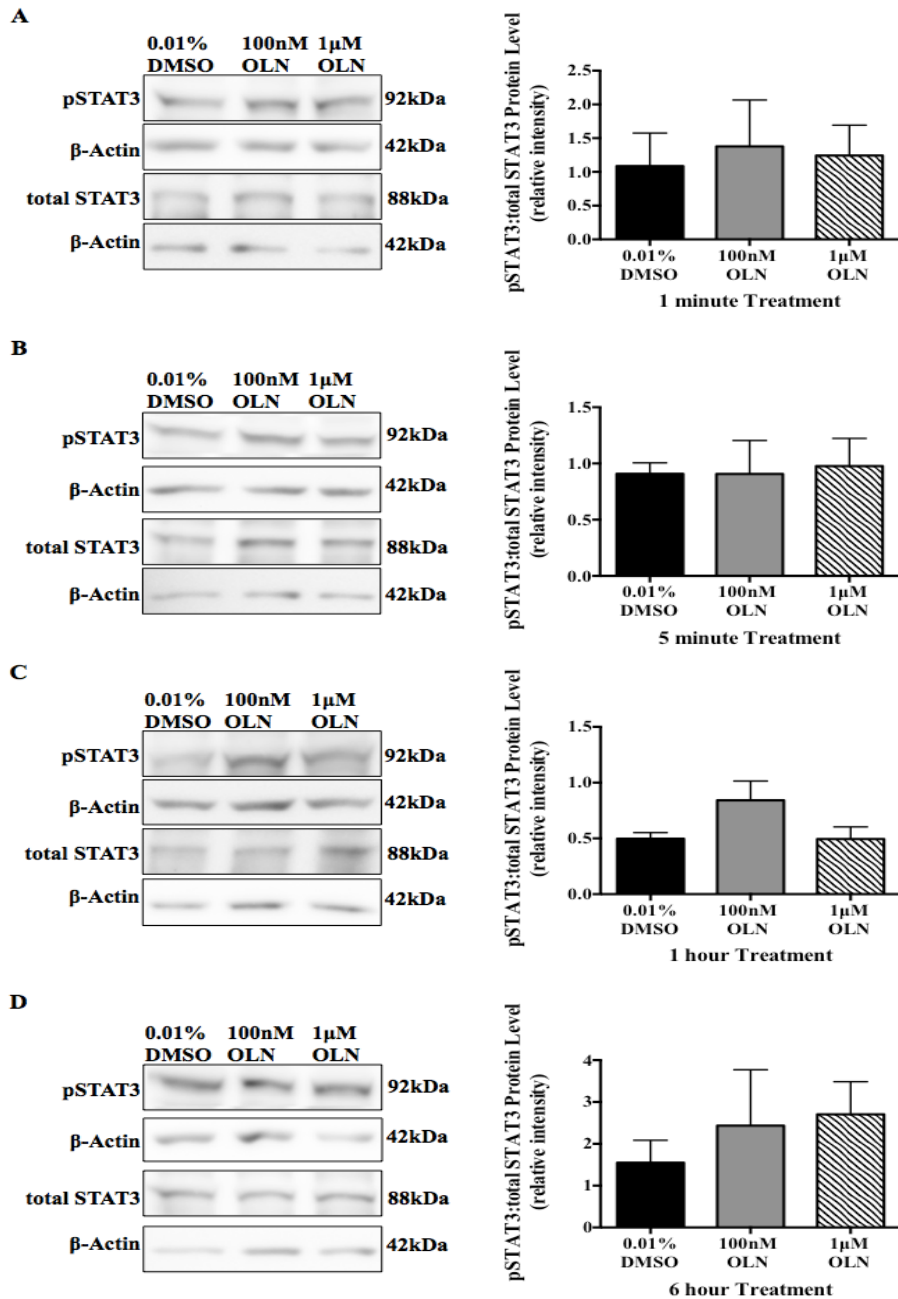 A
0.01% 100nM 1μM
DMSO OLN OLN
pSTAT3 92kDa
β-Actin 42kDa
total STAT3 88kDa
β-Actin 42kDa
pSTAT3:total STAT3 Protein Level
(relative intensity)
2.5
2.0
1.5
1.0
0.5
0.0
0.01% 100nM 1μM
DMSO OLN OLN
1 minute Treatment
B
0.01% 100nM 1μM
DMSO OLN OLN
pSTAT3 92kDa
β-Actin 42kDa
total STAT3 88kDa
β-Actin 42kDa
pSTAT3:total STAT3 Protein Level
(relative intensity)
1.5
1.0
0.5
0.0
0.01% 100nM 1μM
DMSO OLN OLN
5 minute Treatment
C
0.01% 100nM 1μM
DMSO OLN OLN
pSTAT3 92kDa
β-Actin 42kDa
total STAT3 88kDa
β-Actin 42kDa
pSTAT3:total STAT3 Protein Level
(relative intensity)
1.5
1.0
0.5
0.0
0.01% 100nM 1μM
DMSO OLN OLN
1 hour Treatment
D
0.01% 100nM 1μM
DMSO OLN OLN
pSTAT3 92kDa
β-Actin 42kDa
total STAT3 88kDa
β-Actin 42kDa
pSTAT3:total STAT3 Protein Level
(relative intensity)
4
3
2
1
0
0.01% 100nM 1μM
DMSO OLN OLN
6 hour Treatment